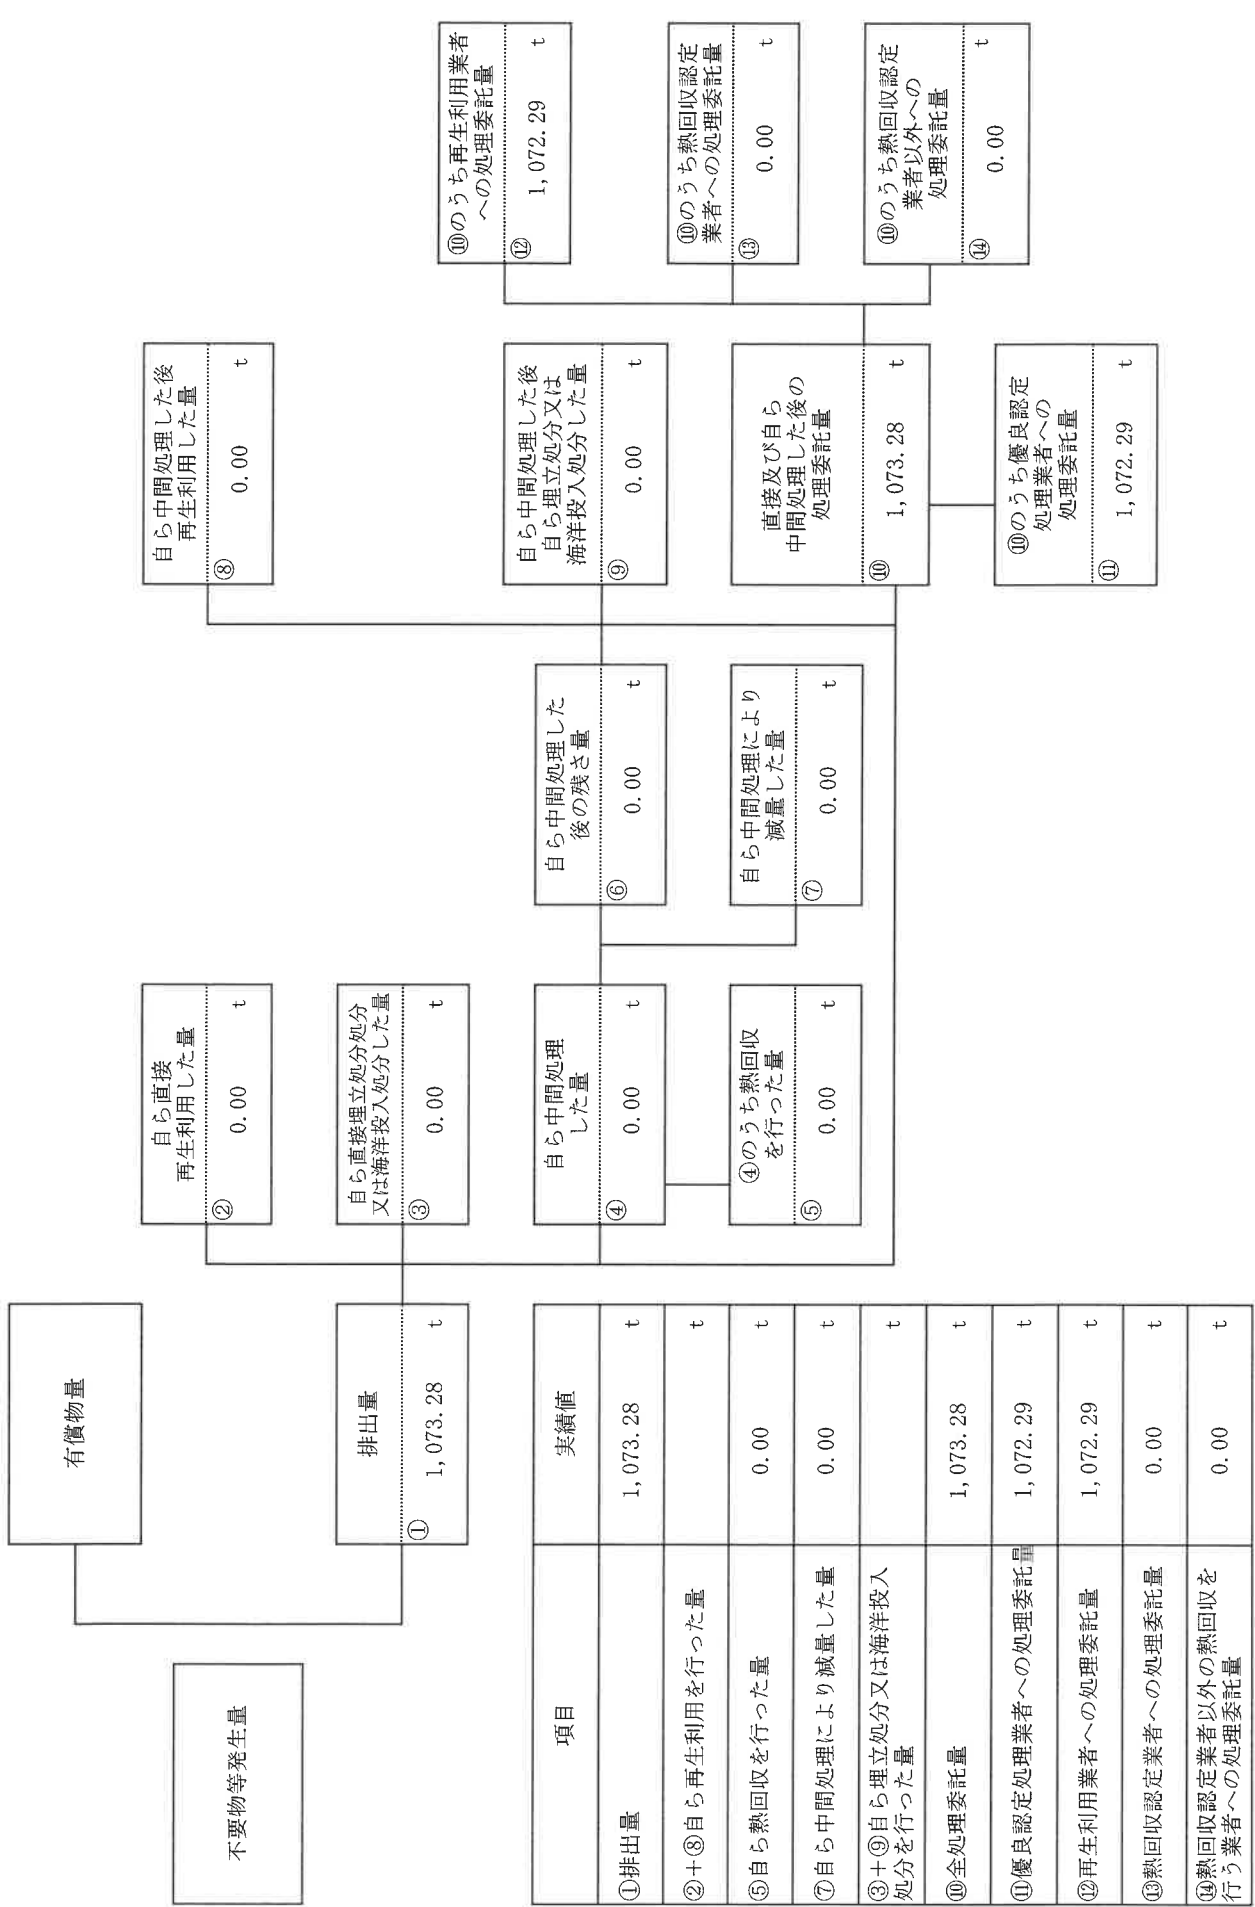 不要物等発生量
有償物量
排出量
① 1,073.28 t
自ら直接
再生利用した量
② 0.00 t
自ら直接埋立処分処分
又は海洋投入処分した量
③ 0.00 t
自ら中間処理
した量
④ 0.00 t
④のうち熱回収
を行った量
⑤ 0.00 t
自ら中間処理した
後の残さ量
⑥ 0.00 t
自ら中間処理により
減量した量
⑦ 0.00 t
自ら中間処理した後
再生利用した量
⑧ 0.00 t
自ら中間処理した後
自ら埋立処分又は
海洋投入処分した量
⑨ 0.00 t
直接及び自ら
中間処理した後の
処理委託量
⑩ 1,073.28 t
⑩のうち優良認定
処理業者への
処理委託量
⑪ 1,072.29 t
⑩のうち再生利用業者
への処理委託量
⑫ 1,072.29 t
⑩のうち熱回収認定
業者への処理委託量
⑬ 0.00 t
⑩のうち熱回収認定
業者以外への
処理委託量
⑭ 0.00 t
項目 実績値
①排出量 1,073.28 t
②+⑧自ら再生利用を行った量 t
⑤自ら熱回収を行った量 0.00 t
⑦自ら中間処理により減量した量 0.00 t
③+⑨自ら埋立処分又は海洋投入
処分を行った量 t
⑩全処理委託量 1,073.28 t
⑪優良認定処理業者への処理委託量 1,072.29 t
⑫再生利用業者への処理委託量 1,072.29 t
⑬熱回収認定業者への処理委託量 0.00 t
⑭熱回収認定業者以外の熱回収を
行う業者への処理委託量 0.00 t